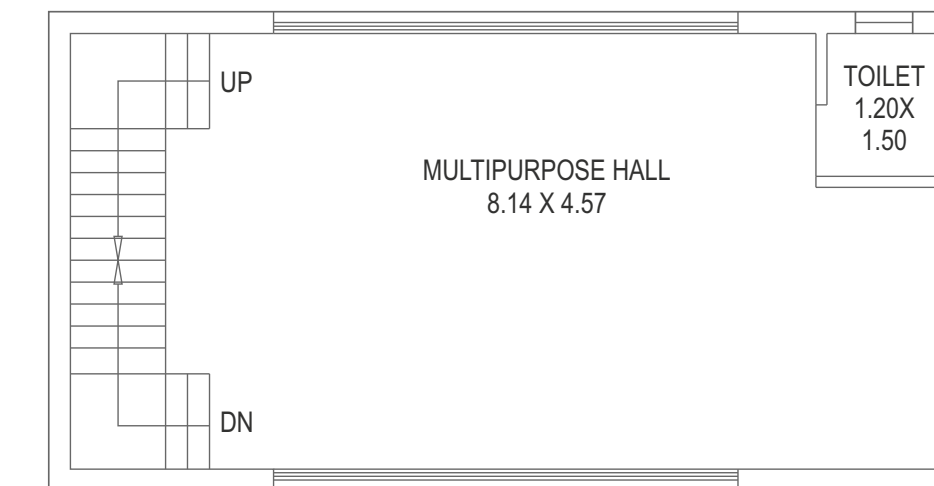 UP
TOILET
1.20X
1.50
MULTIPURPOSE HALL
8.14 X 4.57
DN